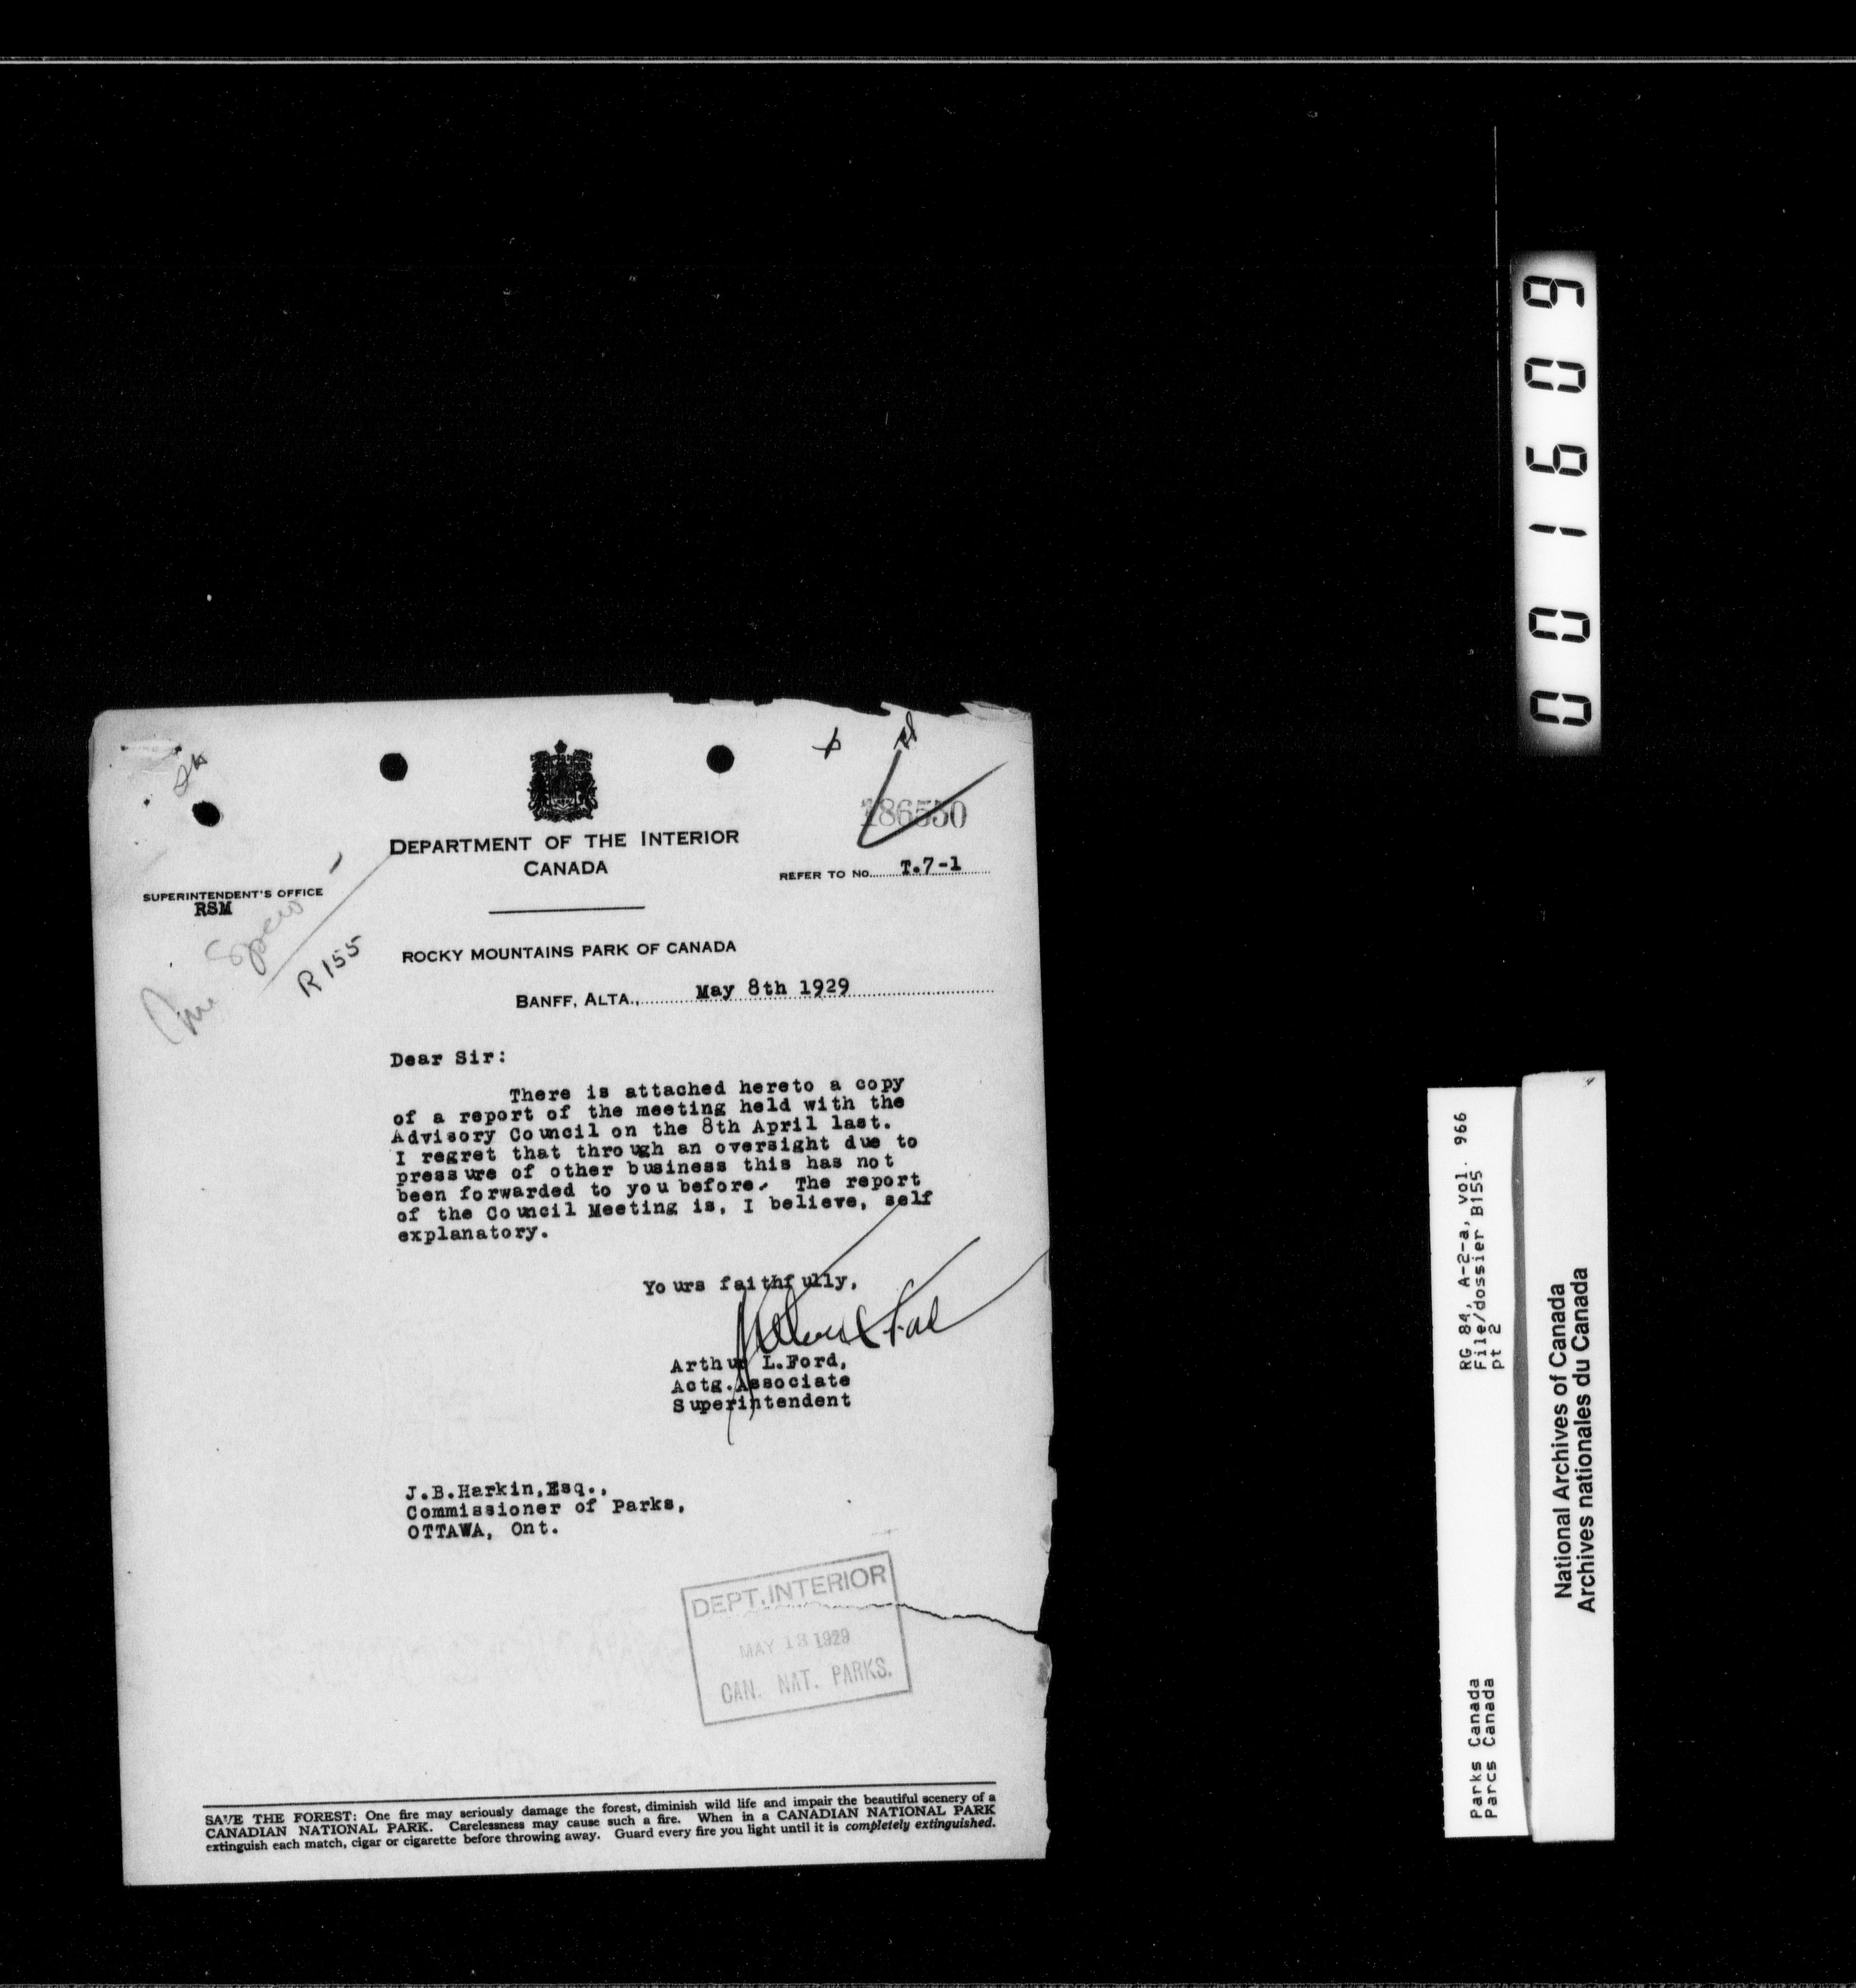 186550
DEPARTMENT OF THE INTERIOR
CANADA
REFER TO NO. T.7-1
SUPERINTENDENT'S OFFICE
RSM
R155
ROCKY MOUNTAINS PARK OF CANADA
BANFF, ALTA., May 8th 1929
Dear Sir:
There is attached hereto a copy
of a report of the meeting held with the
Advisory Council on the 8th April last.
I regret that through an oversight due to
pressure of other business this has not
been forwarded to you before. The report
of the Council Meeting is, I believe, self
explanatory.
Yours faithfully,
Arthur L.Ford,
Actg.Associate
Superintendent
J.B.Harkin,Esq.,
Commissioner of Parks,
OTTAWA, Ont.
DEPT. INTERIOR
MAY 13 1929
CAN. NAT. PARKS.
SAVE THE FOREST: One fire may seriously damage the forest, diminish wild life and impair the beautiful scenery of a
CANADIAN NATIONAL PARK. Carelessness may cause such a fire. When in a CANADIAN NATIONAL PARK
extinguish each match, cigar or cigarette before throwing away. Guard every fire you light until it is completely extinguished.
001609
Parks Canada RG 84, A-2-a, vol. 966
Parcs Canada File/dossier B155
pt 2
National Archives of Canada
Archives nationales du Canada